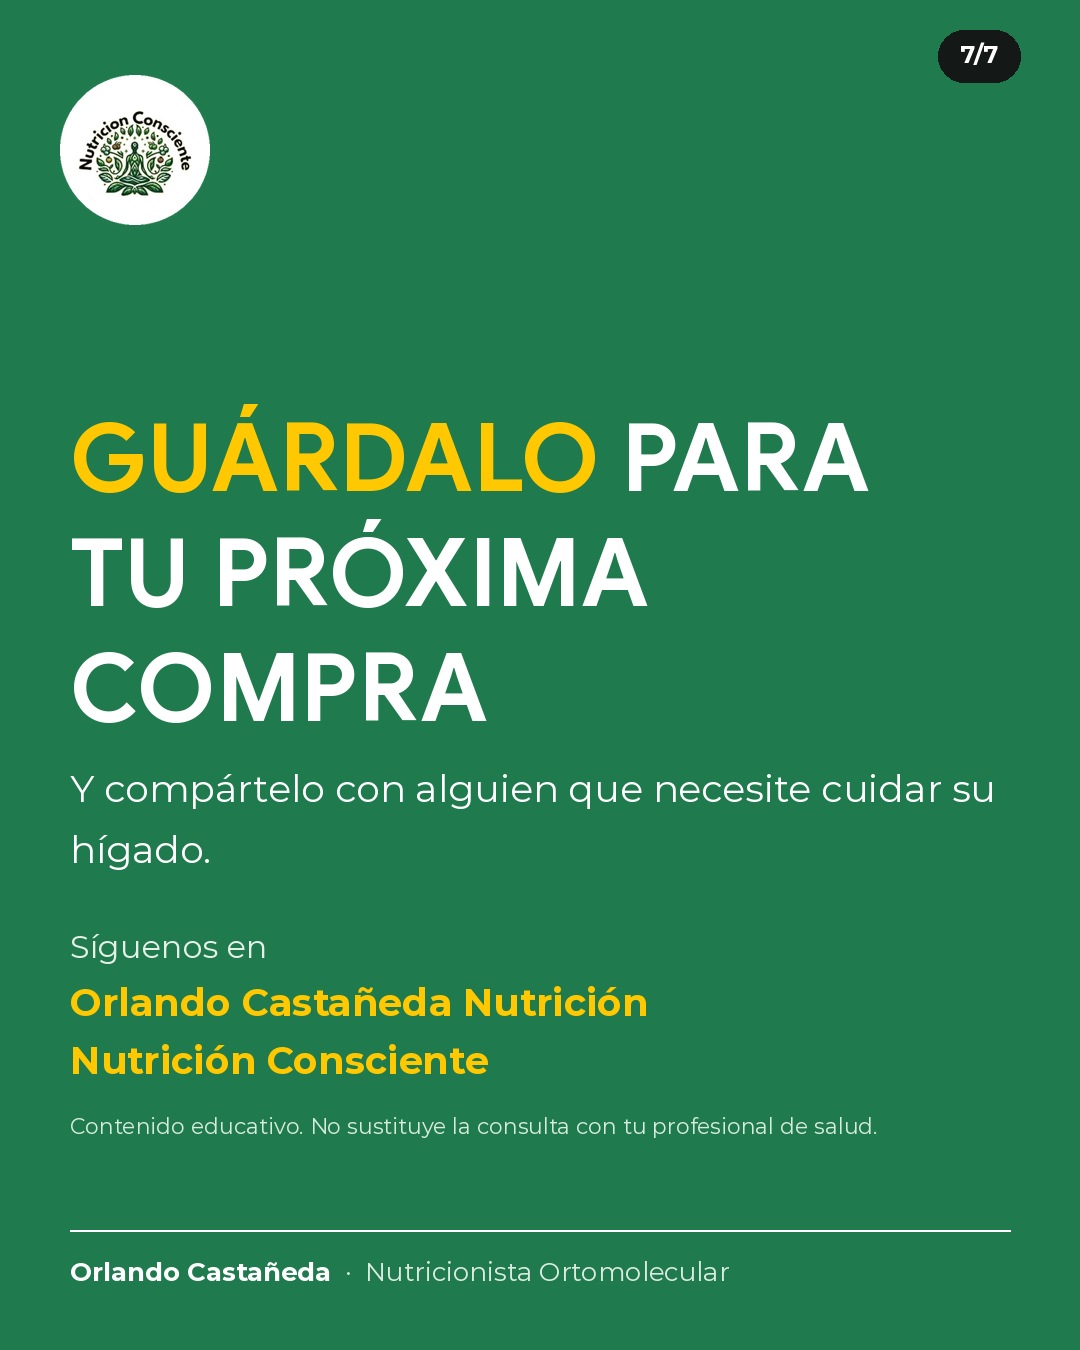 7/7
Nutricion Consciente
GUÁRDALO PARA
TU PRÓXIMA
COMPRA
Y compártelo con alguien que necesite cuidar su
hígado.
Síguenos en
Orlando Castañeda Nutrición
Nutrición Consciente
Contenido educativo. No sustituye la consulta con tu profesional de salud.
Orlando Castañeda · Nutricionista Ortomolecular